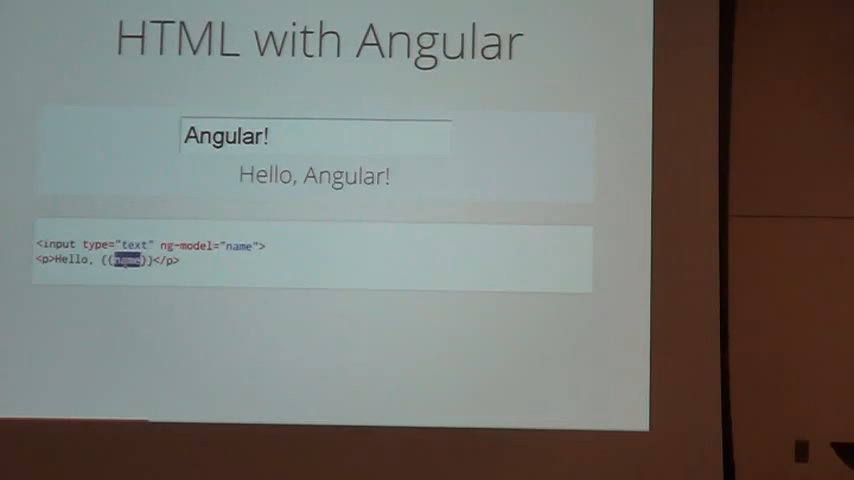 HTML with Angular
Angular!
Hello, Angular!
<input type="text" ng-model="name">
<p>Hello, {{name}}</p>